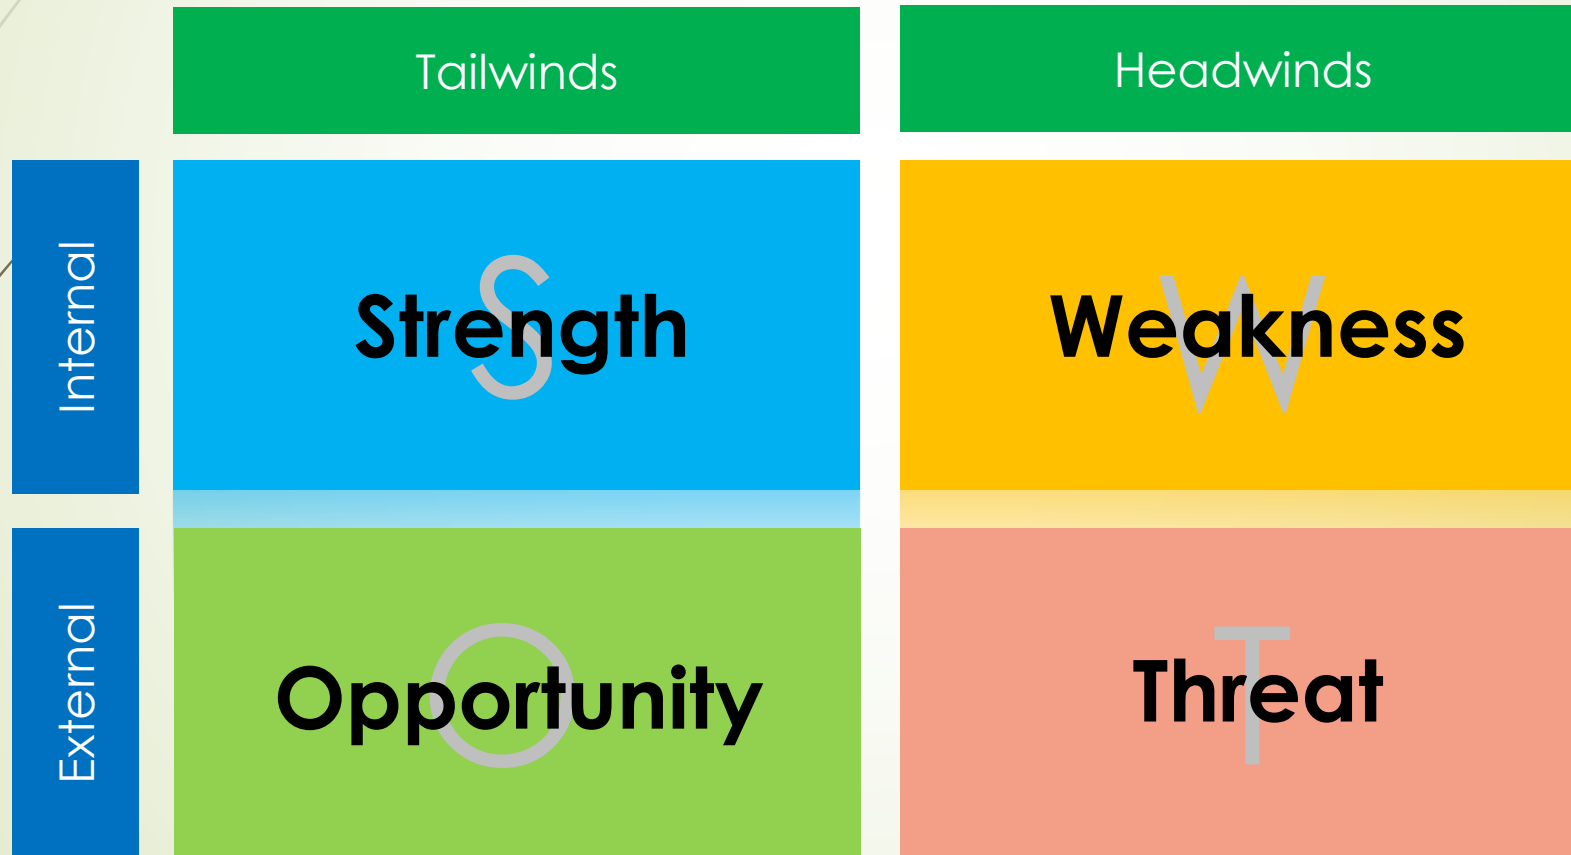 Tailwinds
Headwinds
Internal
S
Strength
W
Weakness
External
O
Opportunity
T
Threat